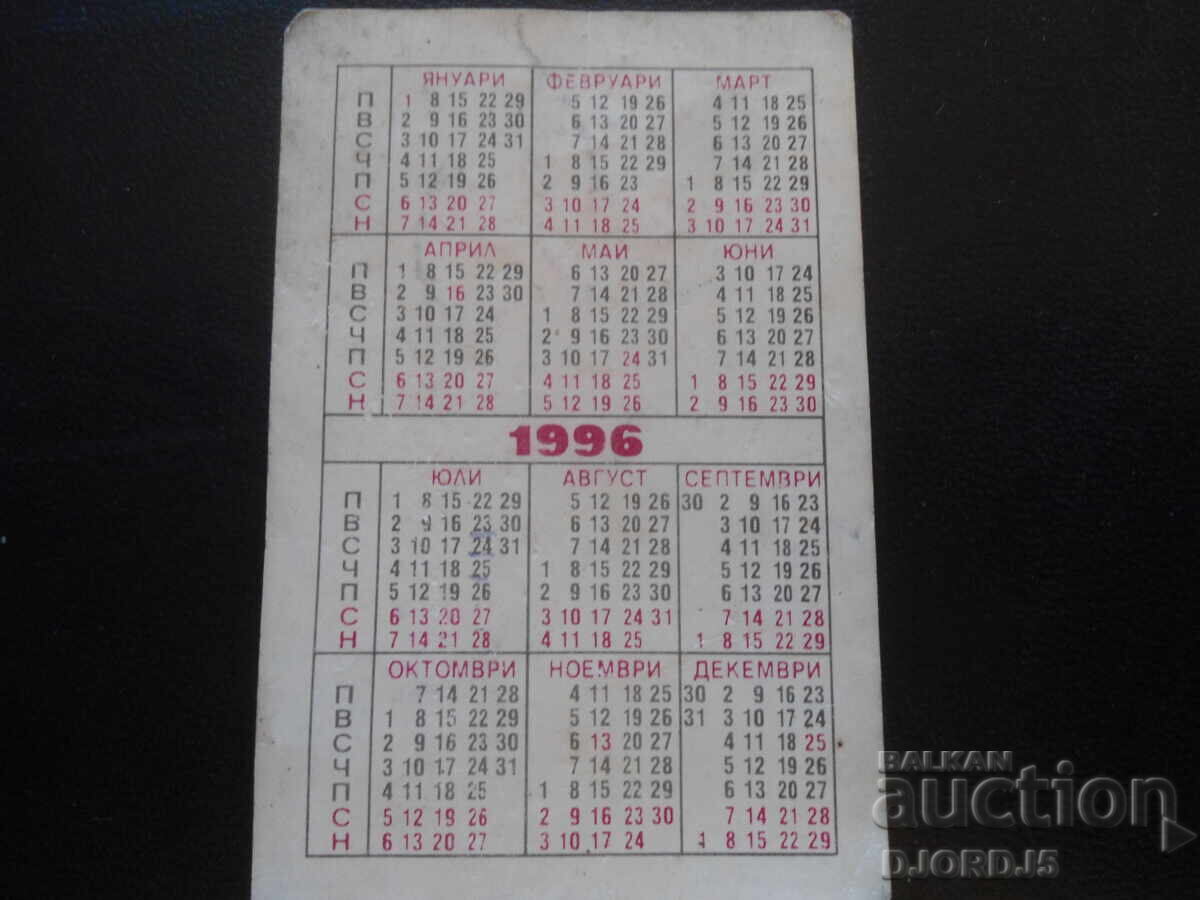 ЯНУАРИ ФЕВРУАРИ МАРТ
П 1 8 15 22 29 5 12 19 26 4 11 18 25
В 2 9 16 23 30 6 13 20 27 5 12 19 26
С 3 10 17 24 31 7 14 21 28 6 13 20 27
Ч 4 11 18 25 1 8 15 22 29 7 14 21 28
П 5 12 19 26 2 9 16 23 1 8 15 22 29
С 6 13 20 27 3 10 17 24 2 9 16 23 30
Н 7 14 21 28 4 11 18 25 3 10 17 24 31
АПРИЛ МАИ ЮНИ
П 1 8 15 22 29 6 13 20 27 3 10 17 24
В 2 9 16 23 30 7 14 21 28 4 11 18 25
С 3 10 17 24 1 8 15 22 29 5 12 19 26
Ч 4 11 18 25 2 9 16 23 30 6 13 20 27
П 5 12 19 26 3 10 17 24 31 7 14 21 28
С 6 13 20 27 4 11 18 25 1 8 15 22 29
Н 7 14 21 28 5 12 19 26 2 9 16 23 30
1996
ЮЛИ АВГУСТ СЕПТЕМВРИ
П 1 8 15 22 29 5 12 19 26 30 2 9 16 23
В 2 9 16 23 30 6 13 20 27 3 10 17 24
С 3 10 17 24 31 7 14 21 28 4 11 18 25
Ч 4 11 18 25 1 8 15 22 29 5 12 19 26
П 5 12 19 26 2 9 16 23 30 6 13 20 27
С 6 13 20 27 3 10 17 24 31 7 14 21 28
Н 7 14 21 28 4 11 18 25 1 8 15 22 29
ОКТОМВРИ НОЕМВРИ ДЕКЕМВРИ
П 7 14 21 28 4 11 18 25 30 2 9 16 23
В 1 8 15 22 29 5 12 19 26 31 3 10 17 24
С 2 9 16 23 30 6 13 20 27 4 11 18 25
Ч 3 10 17 24 31 7 14 21 28 5 12 19 26
П 4 11 18 25 1 8 15 22 29 6 13 20 27
С 5 12 19 26 2 9 16 23 30 7 14 21 28
Н 6 13 20 27 3 10 17 24 1 8 15 22 29
BALKAN
auction
DJORDJ5